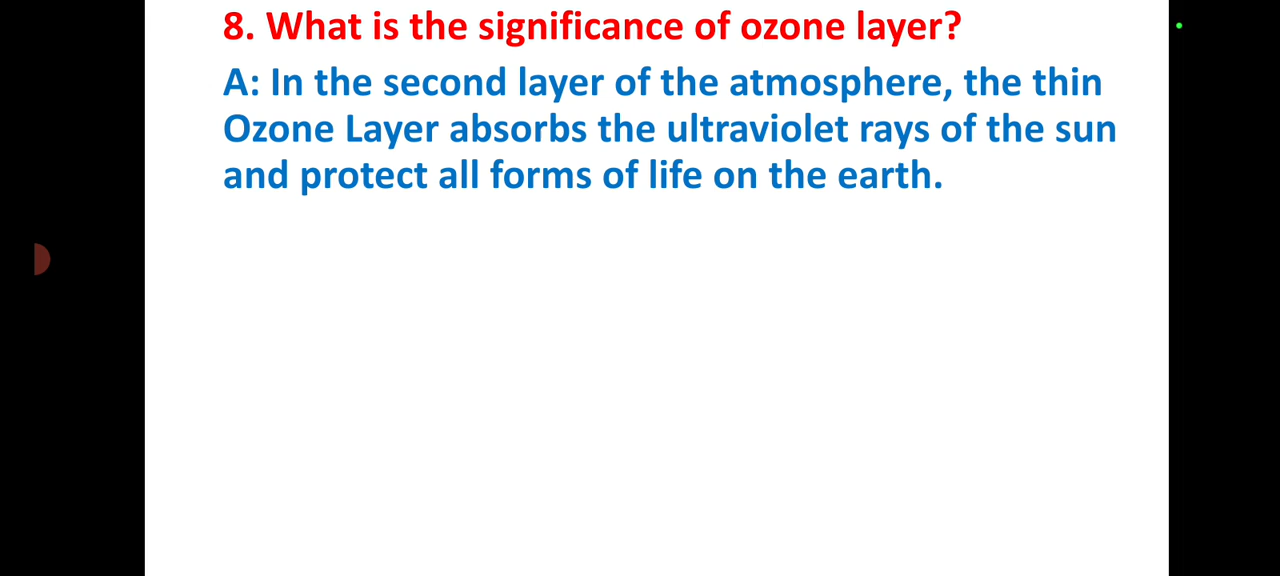 8. What is the significance of ozone layer?
A: In the second layer of the atmosphere, the thin
Ozone Layer absorbs the ultraviolet rays of the sun
and protect all forms of life on the earth.